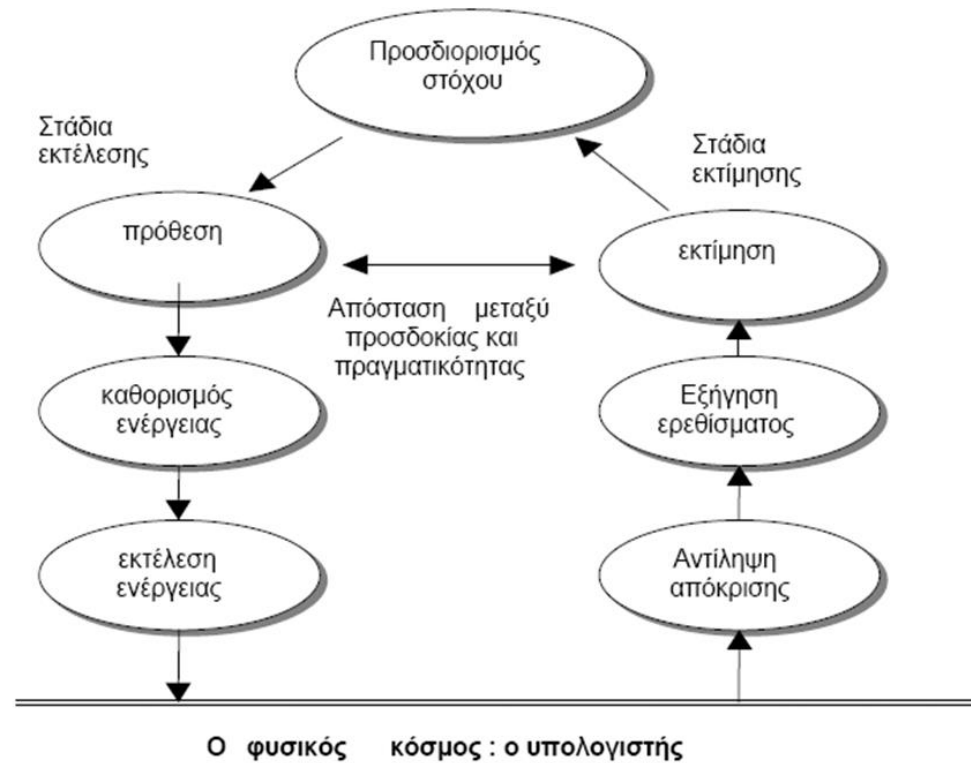 Προσδιορισμός
στόχου
Στάδια
εκτέλεσης
Στάδια
εκτίμησης
πρόθεση
εκτίμηση
Απόσταση μεταξύ
προσδοκίας και
πραγματικότητας
καθορισμός
ενέργειας
Εξήγηση
ερεθίσματος
εκτέλεση
ενέργειας
Αντίληψη
απόκρισης
Ο φυσικός κόσμος : ο υπολογιστής